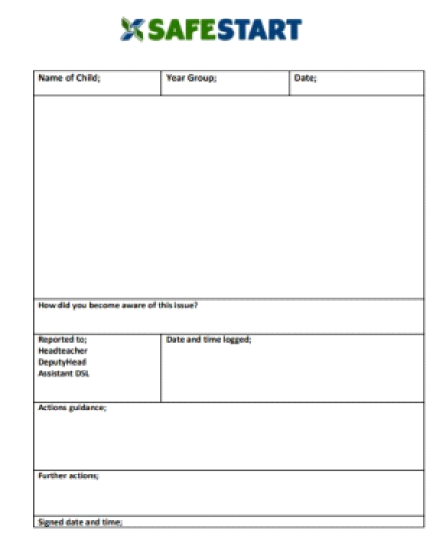 SAFESTART
Name of Child; Year Group; Date;
How did you become aware of this issue?
Reported to; Date and time logged;
Headteacher
DeputyHead
Assistant DSL
Actions guidance;
Further actions;
Signed date and time;